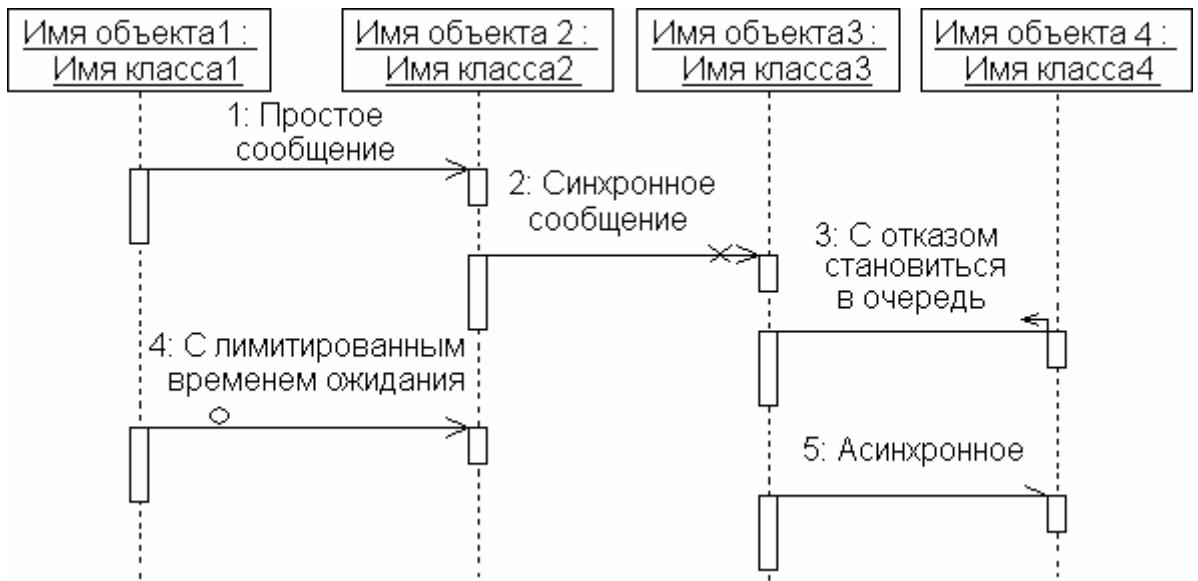 Имя объекта1 :
Имя класса1
Имя объекта 2 :
Имя класса2
Имя объекта3 :
Имя класса3
Имя объекта 4 :
Имя класса4
1: Простое
сообщение
2: Синхронное
сообщение
3: С отказом
становиться
в очередь
4: С лимитированным
временем ожидания
5: Асинхронное